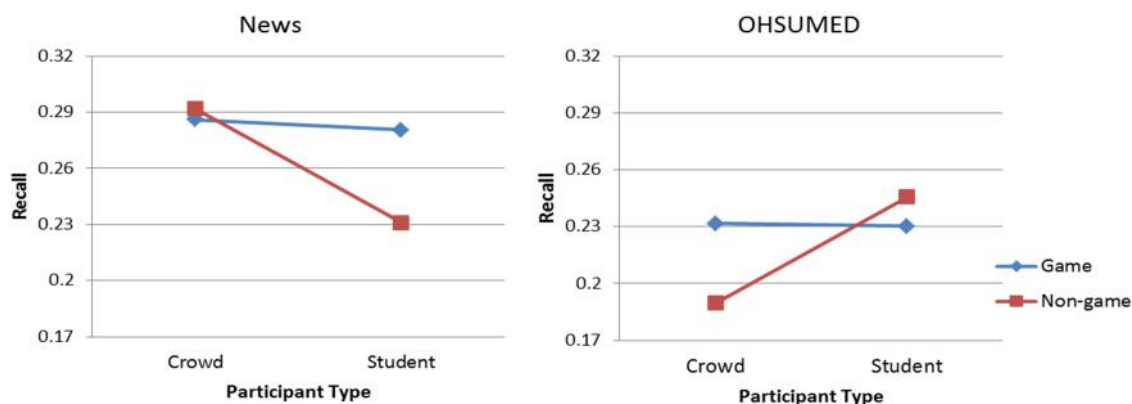 News
0.32
0.29
0.26
0.23
0.2
0.17
Recall
Crowd
Student
Participant Type
OHSUMED
0.32
0.29
0.26
0.23
0.2
0.17
Recall
Crowd
Student
Participant Type
Game
Non-game